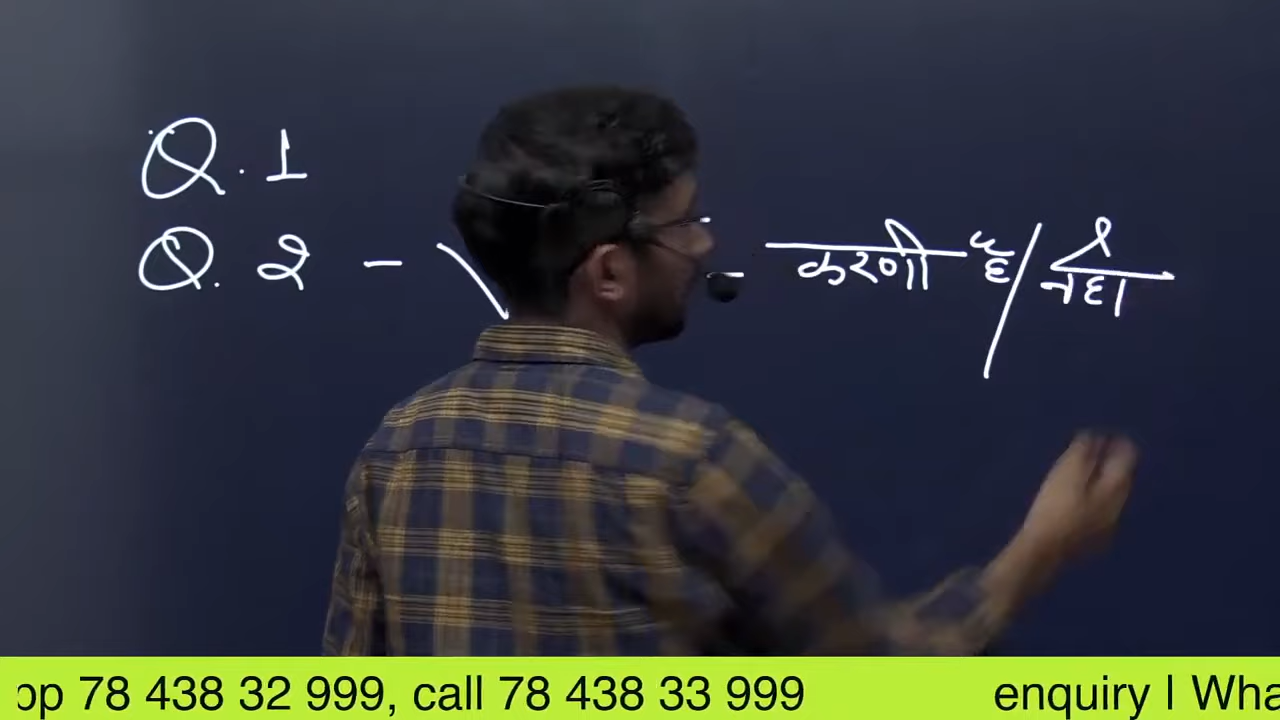 Q. 1
Q. 2 - √ - करणी है / नहीं
op 78 438 32 999, call 78 438 33 999 enquiry I Wha